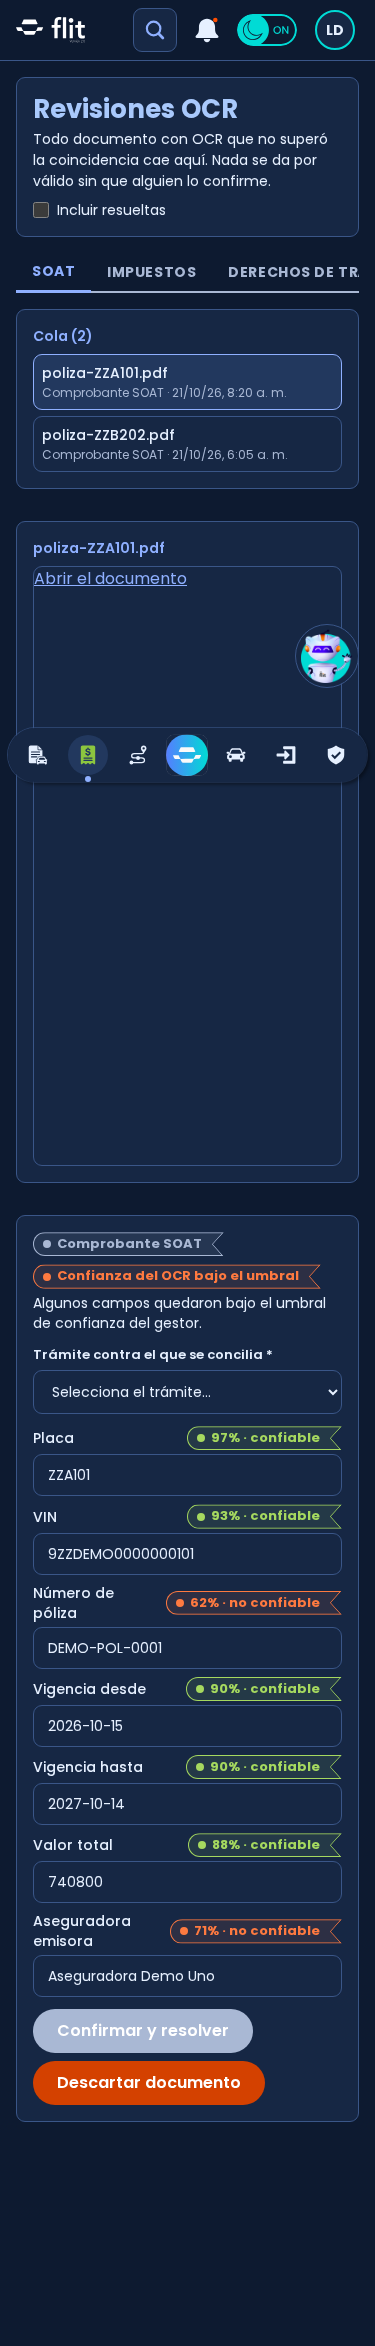 flit
ON
LD
Revisiones OCR
Todo documento con OCR que no superó
la coincidencia cae aquí. Nada se da por
válido sin que alguien lo confirme.
Incluir resueltas
SOAT
IMPUESTOS
DERECHOS DE TRÁ
Cola (2)
poliza-ZZA101.pdf
Comprobante SOAT · 21/10/26, 8:20 a. m.
poliza-ZZB202.pdf
Comprobante SOAT · 21/10/26, 6:05 a. m.
poliza-ZZA101.pdf
Abrir el documento
Comprobante SOAT
Confianza del OCR bajo el umbral
Algunos campos quedaron bajo el umbral
de confianza del gestor.
Trámite contra el que se concilia *
Selecciona el trámite...
Placa
97% · confiable
ZZA101
VIN
93% · confiable
9ZZDEMO0000000101
Número de
póliza
62% · no confiable
DEMO-POL-0001
Vigencia desde
90% · confiable
2026-10-15
Vigencia hasta
90% · confiable
2027-10-14
Valor total
88% · confiable
740800
Aseguradora
emisora
71% · no confiable
Aseguradora Demo Uno
Confirmar y resolver
Descartar documento